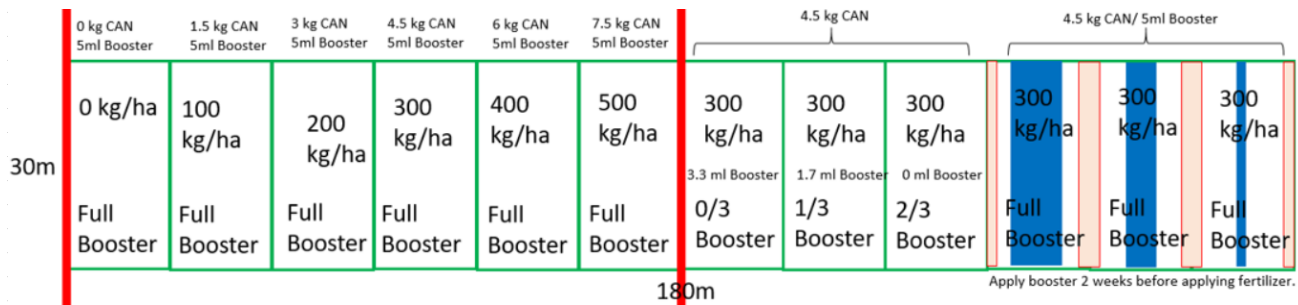 0 kg CAN
5ml Booster
1.5 kg CAN
5ml Booster
3 kg CAN
5ml Booster
4.5 kg CAN
5ml Booster
6 kg CAN
5ml Booster
7.5 kg CAN
5ml Booster
4.5 kg CAN
4.5 kg CAN/ 5ml Booster
0 kg/ha
100
kg/ha
200
kg/ha
300
kg/ha
400
kg/ha
500
kg/ha
300
kg/ha
300
kg/ha
300
kg/ha
300
kg/ha
300
kg/ha
300
kg/ha
30m
3.3 ml Booster
1.7 ml Booster
0 ml Booster
Full
Booster
Full
Booster
Full
Booster
Full
Booster
Full
Booster
Full
Booster
0/3
Booster
1/3
Booster
2/3
Booster
Full
Booster
Full
Booster
Full
Booster
Apply booster 2 weeks before applying fertilizer.
180m